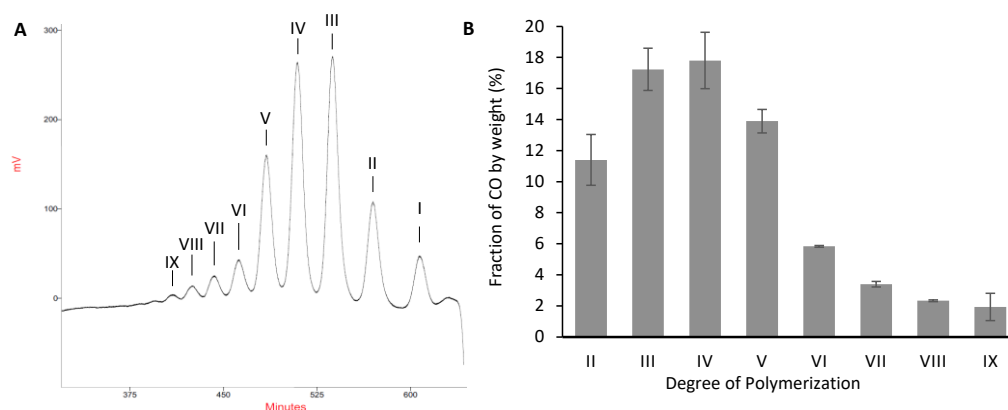 A
mV
300
200
100
0
IX
VIII
VII
VI
V
IV
III
II
I
375
450
525
600
Minutes
B
Fraction of CO by weight (%)
20
18
16
14
12
10
8
6
4
2
0
II
III
IV
V
VI
VII
VIII
IX
Degree of Polymerization